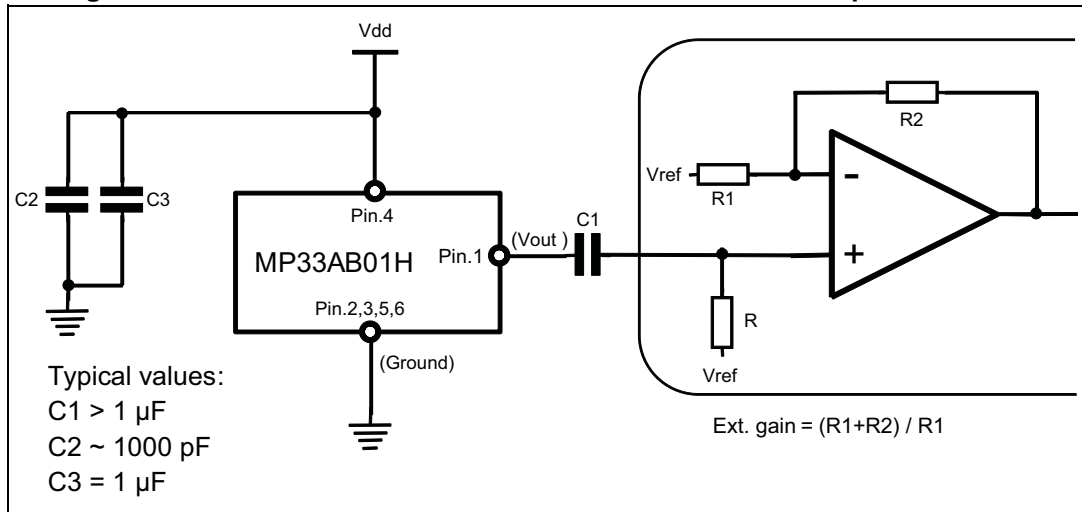 Vdd
R2
Vref
R1
-
C2
C3
Pin.4
C1
(Vout )
Pin.1
MP33AB01H
+
Pin.2,3,5,6
R
(Ground)
Vref
Typical values:
C1 > 1 µF
C2 ~ 1000 pF
C3 = 1 µF
Ext. gain = (R1+R2) / R1